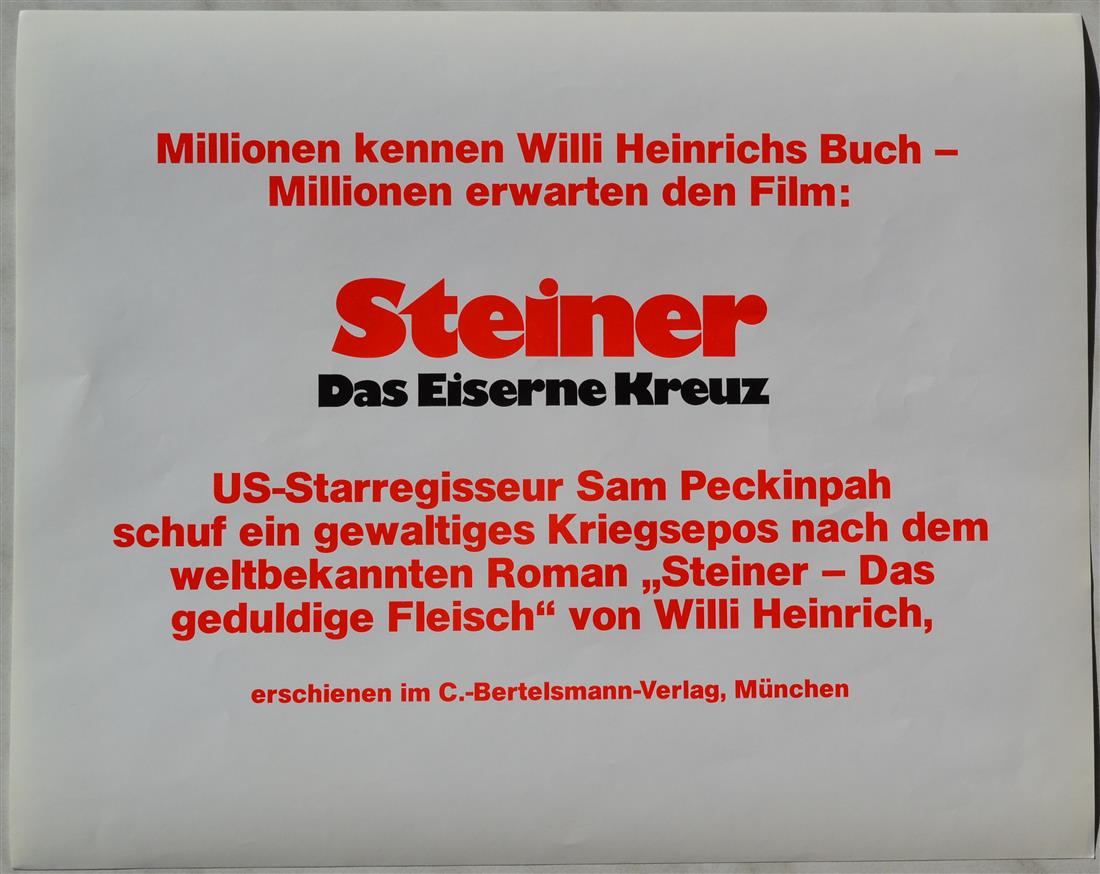 Millionen kennen Willi Heinrichs Buch –
Millionen erwarten den Film:
Steiner
Das Eiserne Kreuz
US-Starregisseur Sam Peckinpah
schuf ein gewaltiges Kriegsepos nach dem
weltbekannten Roman „Steiner – Das
geduldige Fleisch“ von Willi Heinrich,
erschienen im C.-Bertelsmann-Verlag, München